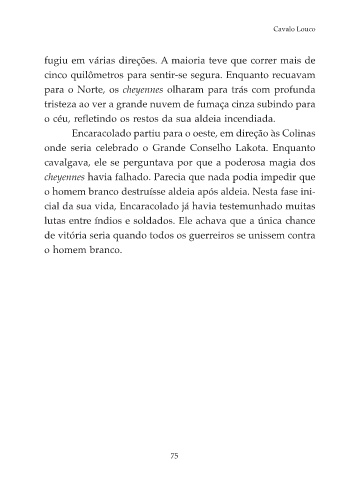 Cavalo Louco
fugiu em várias direções. A maioria teve que correr mais de
cinco quilômetros para sentir-se segura. Enquanto recuavam
para o Norte, os cheyennes olharam para trás com profunda
tristeza ao ver a grande nuvem de fumaça cinza subindo para
o céu, refletindo os restos da sua aldeia incendiada.
Encaracolado partiu para o oeste, em direção às Colinas
onde seria celebrado o Grande Conselho Lakota. Enquanto
cavalgava, ele se perguntava por que a poderosa magia dos
cheyennes havia falhado. Parecia que nada podia impedir que
o homem branco destruísse aldeia após aldeia. Nesta fase ini-
cial da sua vida, Encaracolado já havia testemunhado muitas
lutas entre índios e soldados. Ele achava que a única chance
de vitória seria quando todos os guerreiros se unissem contra
o homem branco.
75